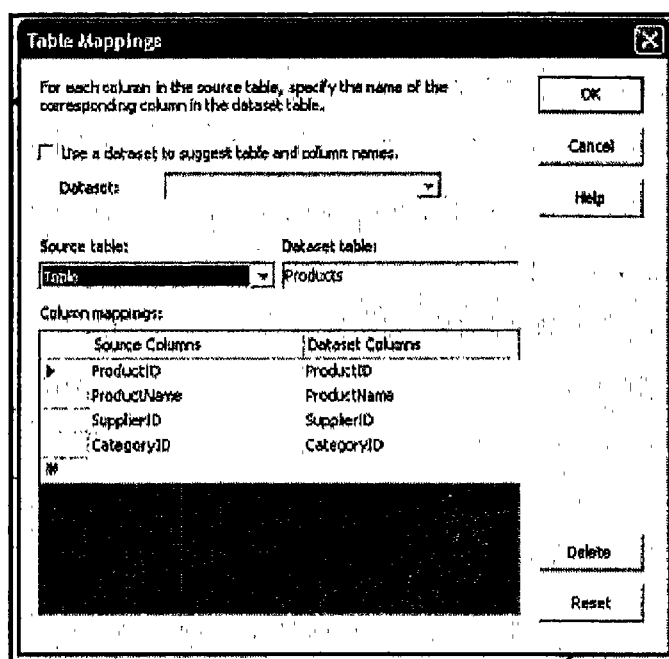 Table Mappings
For each column in the source table, specify the name of the
corresponding column in the dataset table.
OK
Use a dataset to suggest table and column names.
Cancel
Dataset:
Help
Source table:
Dataset table:
Table
Products
Column mappings:
Source Columns
Dataset Columns
ProductID
ProductID
ProductName
ProductName
SupplierID
SupplierID
CategoryID
CategoryID
Delete
Reset